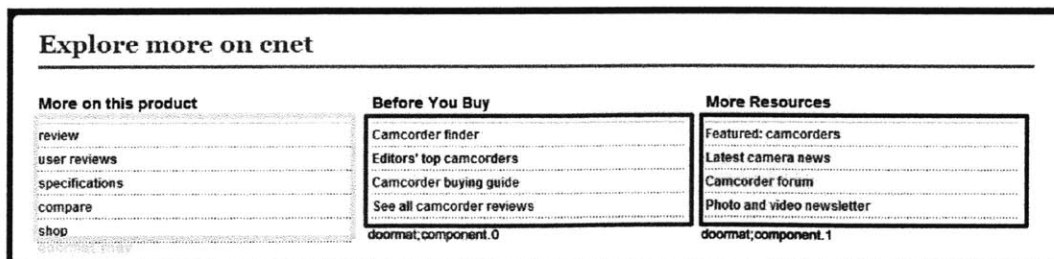 Explore more on cnet
More on this product
review
user reviews
specifications
compare
shop
Before You Buy
Camcorder finder
Editors' top camcorders
Camcorder buying guide
See all camcorder reviews
doormat;component.0
More Resources
Featured: camcorders
Latest camera news
Camcorder forum
Photo and video newsletter
doormat;component.1